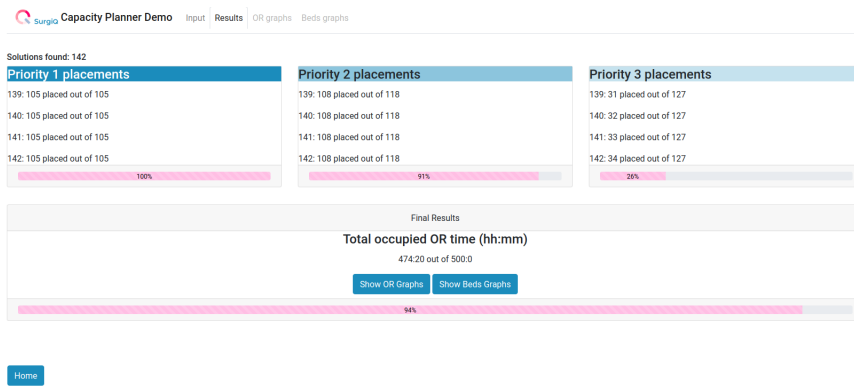 SurgiQ Capacity Planner Demo Input Results OR graphs Beds graphs
Solutions found: 142
Priority 1 placements
139: 105 placed out of 105
140: 105 placed out of 105
141: 105 placed out of 105
142: 105 placed out of 105
100%
Priority 2 placements
139: 108 placed out of 118
140: 108 placed out of 118
141: 108 placed out of 118
142: 108 placed out of 118
91%
Priority 3 placements
139: 31 placed out of 127
140: 32 placed out of 127
141: 33 placed out of 127
142: 34 placed out of 127
26%
Final Results
Total occupied OR time (hh:mm)
474:20 out of 500:0
Show OR Graphs Show Beds Graphs
94%
Home